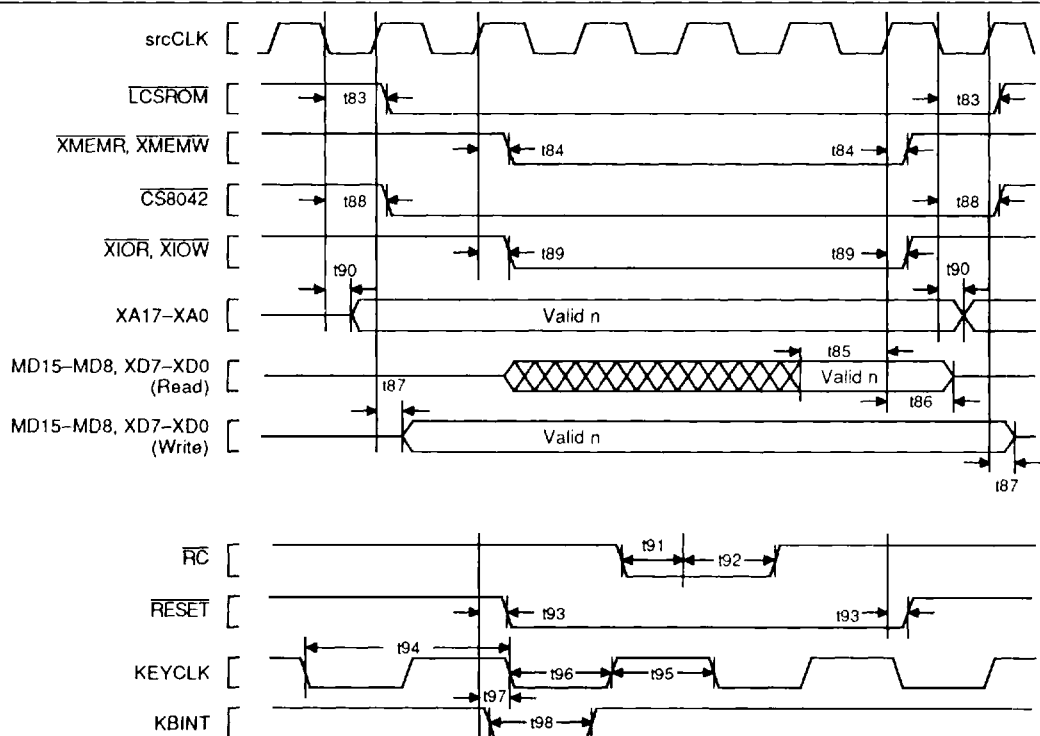 srcCLK
LCSROM t83 t83
XMEMR, XMEMW t84 t84
CS8042 t88 t88
XIOR, XIOW t89 t89
t90 t90
XA17–XA0 Valid n
t85
MD15–MD8, XD7–XD0 Valid n
(Read) t87 t86
MD15–MD8, XD7–XD0 Valid n
(Write)
t87
RC t91 t92
RESET t93 t93
t94
KEYCLK t96 t95
t97
KBINT t98